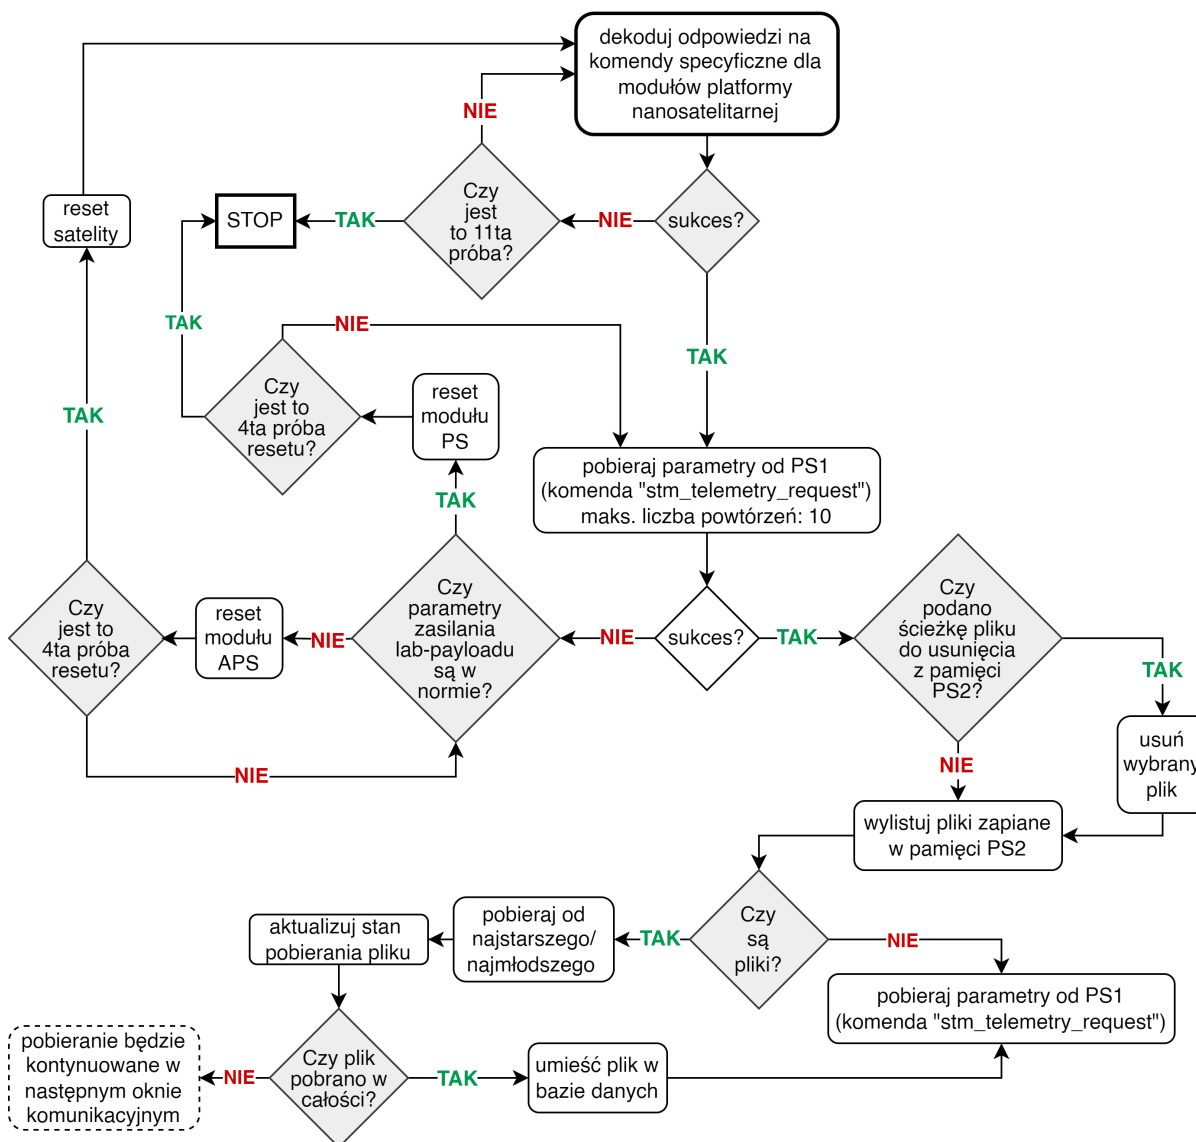 dekoduj odpowiedzi na
komendy specyficzne dla
modułów platformy
nanosatelitarnej
NIE
reset
satelity
STOP
TAK
Czy
jest
to 11ta
próba?
NIE
sukces?
TAK
NIE
TAK
TAK
Czy
jest to
4ta próba
resetu?
reset
modułu
PS
TAK
pobieraj parametry od PS1
(komenda "stm_telemetry_request")
maks. liczba powtórzeń: 10
Czy
jest to
4ta próba
resetu?
reset
modułu
APS
NIE
Czy
parametry
zasilania
lab-payloadu
są w
normie?
NIE
sukces?
TAK
Czy
podano
ścieżkę pliku
do usunięcia
z pamięci
PS2?
TAK
NIE
NIE
usuń
wybrany
plik
wylistuj pliki zapiane
w pamięci PS2
aktualizuj stan
pobierania pliku
pobieraj od
najstarszego/
najmłodszego
TAK
Czy
są
pliki?
NIE
pobieraj parametry od PS1
(komenda "stm_telemetry_request")
pobieranie będzie
kontynuowane w
następnym oknie
komunikacyjnym
NIE
Czy plik
pobrano w
całości?
TAK
umieść plik w
bazie danych